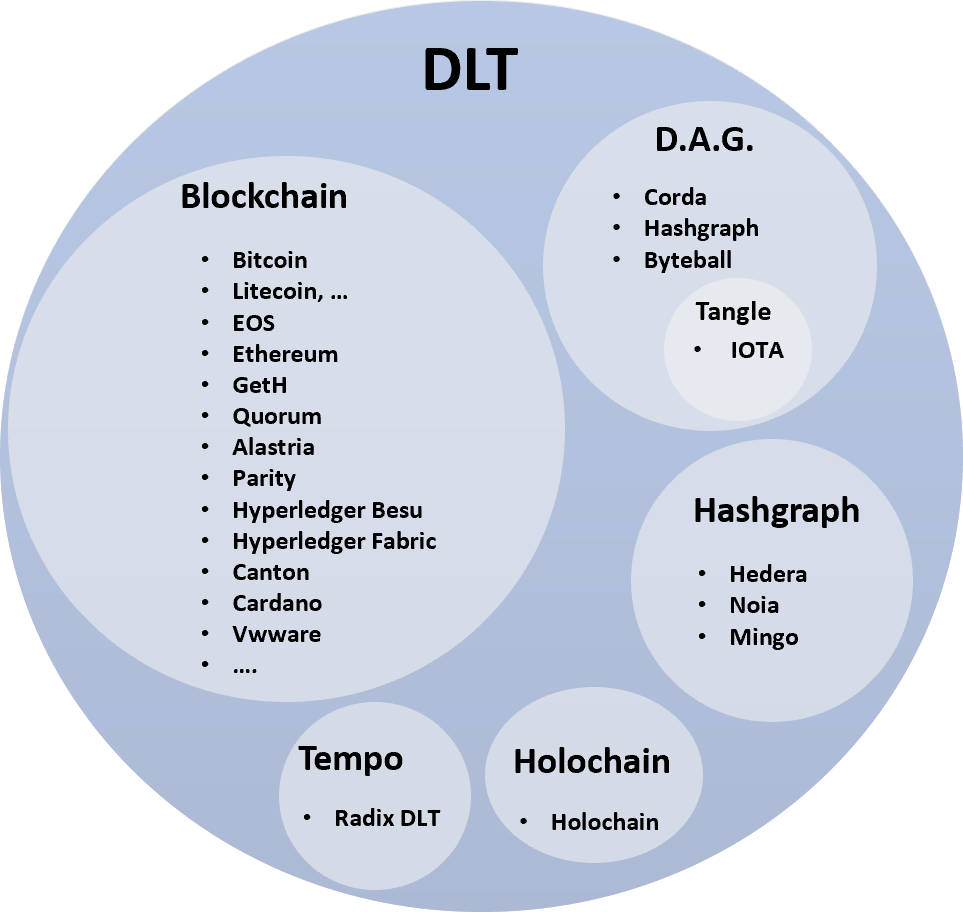 DLT
Blockchain
• Bitcoin
• Litecoin, ...
• EOS
• Ethereum
• GetH
• Quorum
• Alastria
• Parity
• Hyperledger Besu
• Hyperledger Fabric
• Canton
• Cardano
• Vwware
• ....
D.A.G.
• Corda
• Hashgraph
• Byteball
Tangle
• IOTA
Hashgraph
• Hedera
• Noia
• Mingo
Tempo
• Radix DLT
Holochain
• Holochain